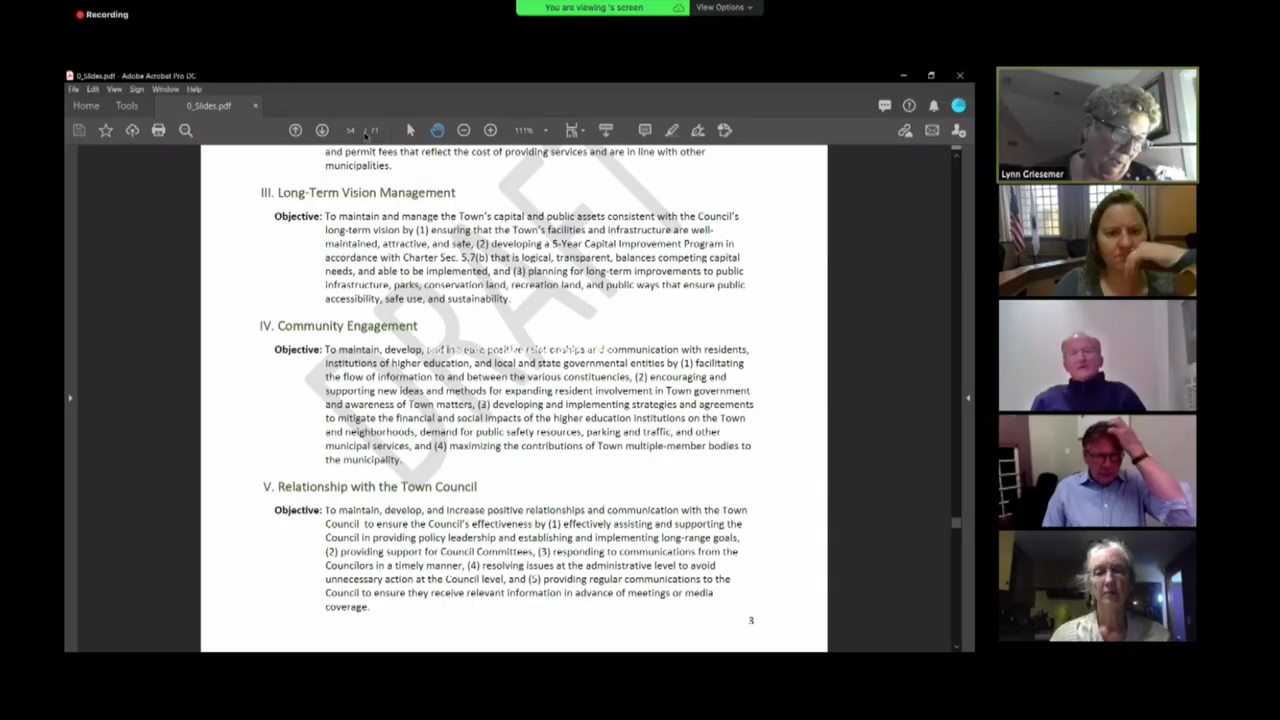 Recording
You are viewing 's screen
View Options
0_Slides.pdf - Adobe Acrobat Pro DC
File Edit View Sign Window Help
Home Tools 0_Slides.pdf ×
54 / 71 111%
and permit fees that reflect the cost of providing services and are in line with other
municipalities.
III. Long-Term Vision Management
Objective: To maintain and manage the Town's capital and public assets consistent with the Council's
long-term vision by (1) ensuring that the Town's facilities and infrastructure are well-
maintained, attractive, and safe, (2) developing a 5-Year Capital Improvement Program in
accordance with Charter Sec. 5.7(b) that is logical, transparent, balances competing capital
needs, and able to be implemented, and (3) planning for long-term improvements to public
infrastructure, parks, conservation land, recreation land, and public ways that ensure public
accessibility, safe use, and sustainability.
IV. Community Engagement
Objective: To maintain, develop, and increase positive relationships and communication with residents,
institutions of higher education, and local and state governmental entities by (1) facilitating
the flow of information to and between the various constituencies, (2) encouraging and
supporting new ideas and methods for expanding resident involvement in Town government
and awareness of Town matters, (3) developing and implementing strategies and agreements
to mitigate the financial and social impacts of the higher education institutions on the Town
and neighborhoods, demand for public safety resources, parking and traffic, and other
municipal services, and (4) maximizing the contributions of Town multiple-member bodies to
the municipality.
V. Relationship with the Town Council
Objective: To maintain, develop, and increase positive relationships and communication with the Town
Council to ensure the Council's effectiveness by (1) effectively assisting and supporting the
Council in providing policy leadership and establishing and implementing long-range goals,
(2) providing support for Council Committees, (3) responding to communications from the
Councilors in a timely manner, (4) resolving issues at the administrative level to avoid
unnecessary action at the Council level, and (5) providing regular communications to the
Council to ensure they receive relevant information in advance of meetings or media
coverage.
3
DRAFT
Lynn Griesemer